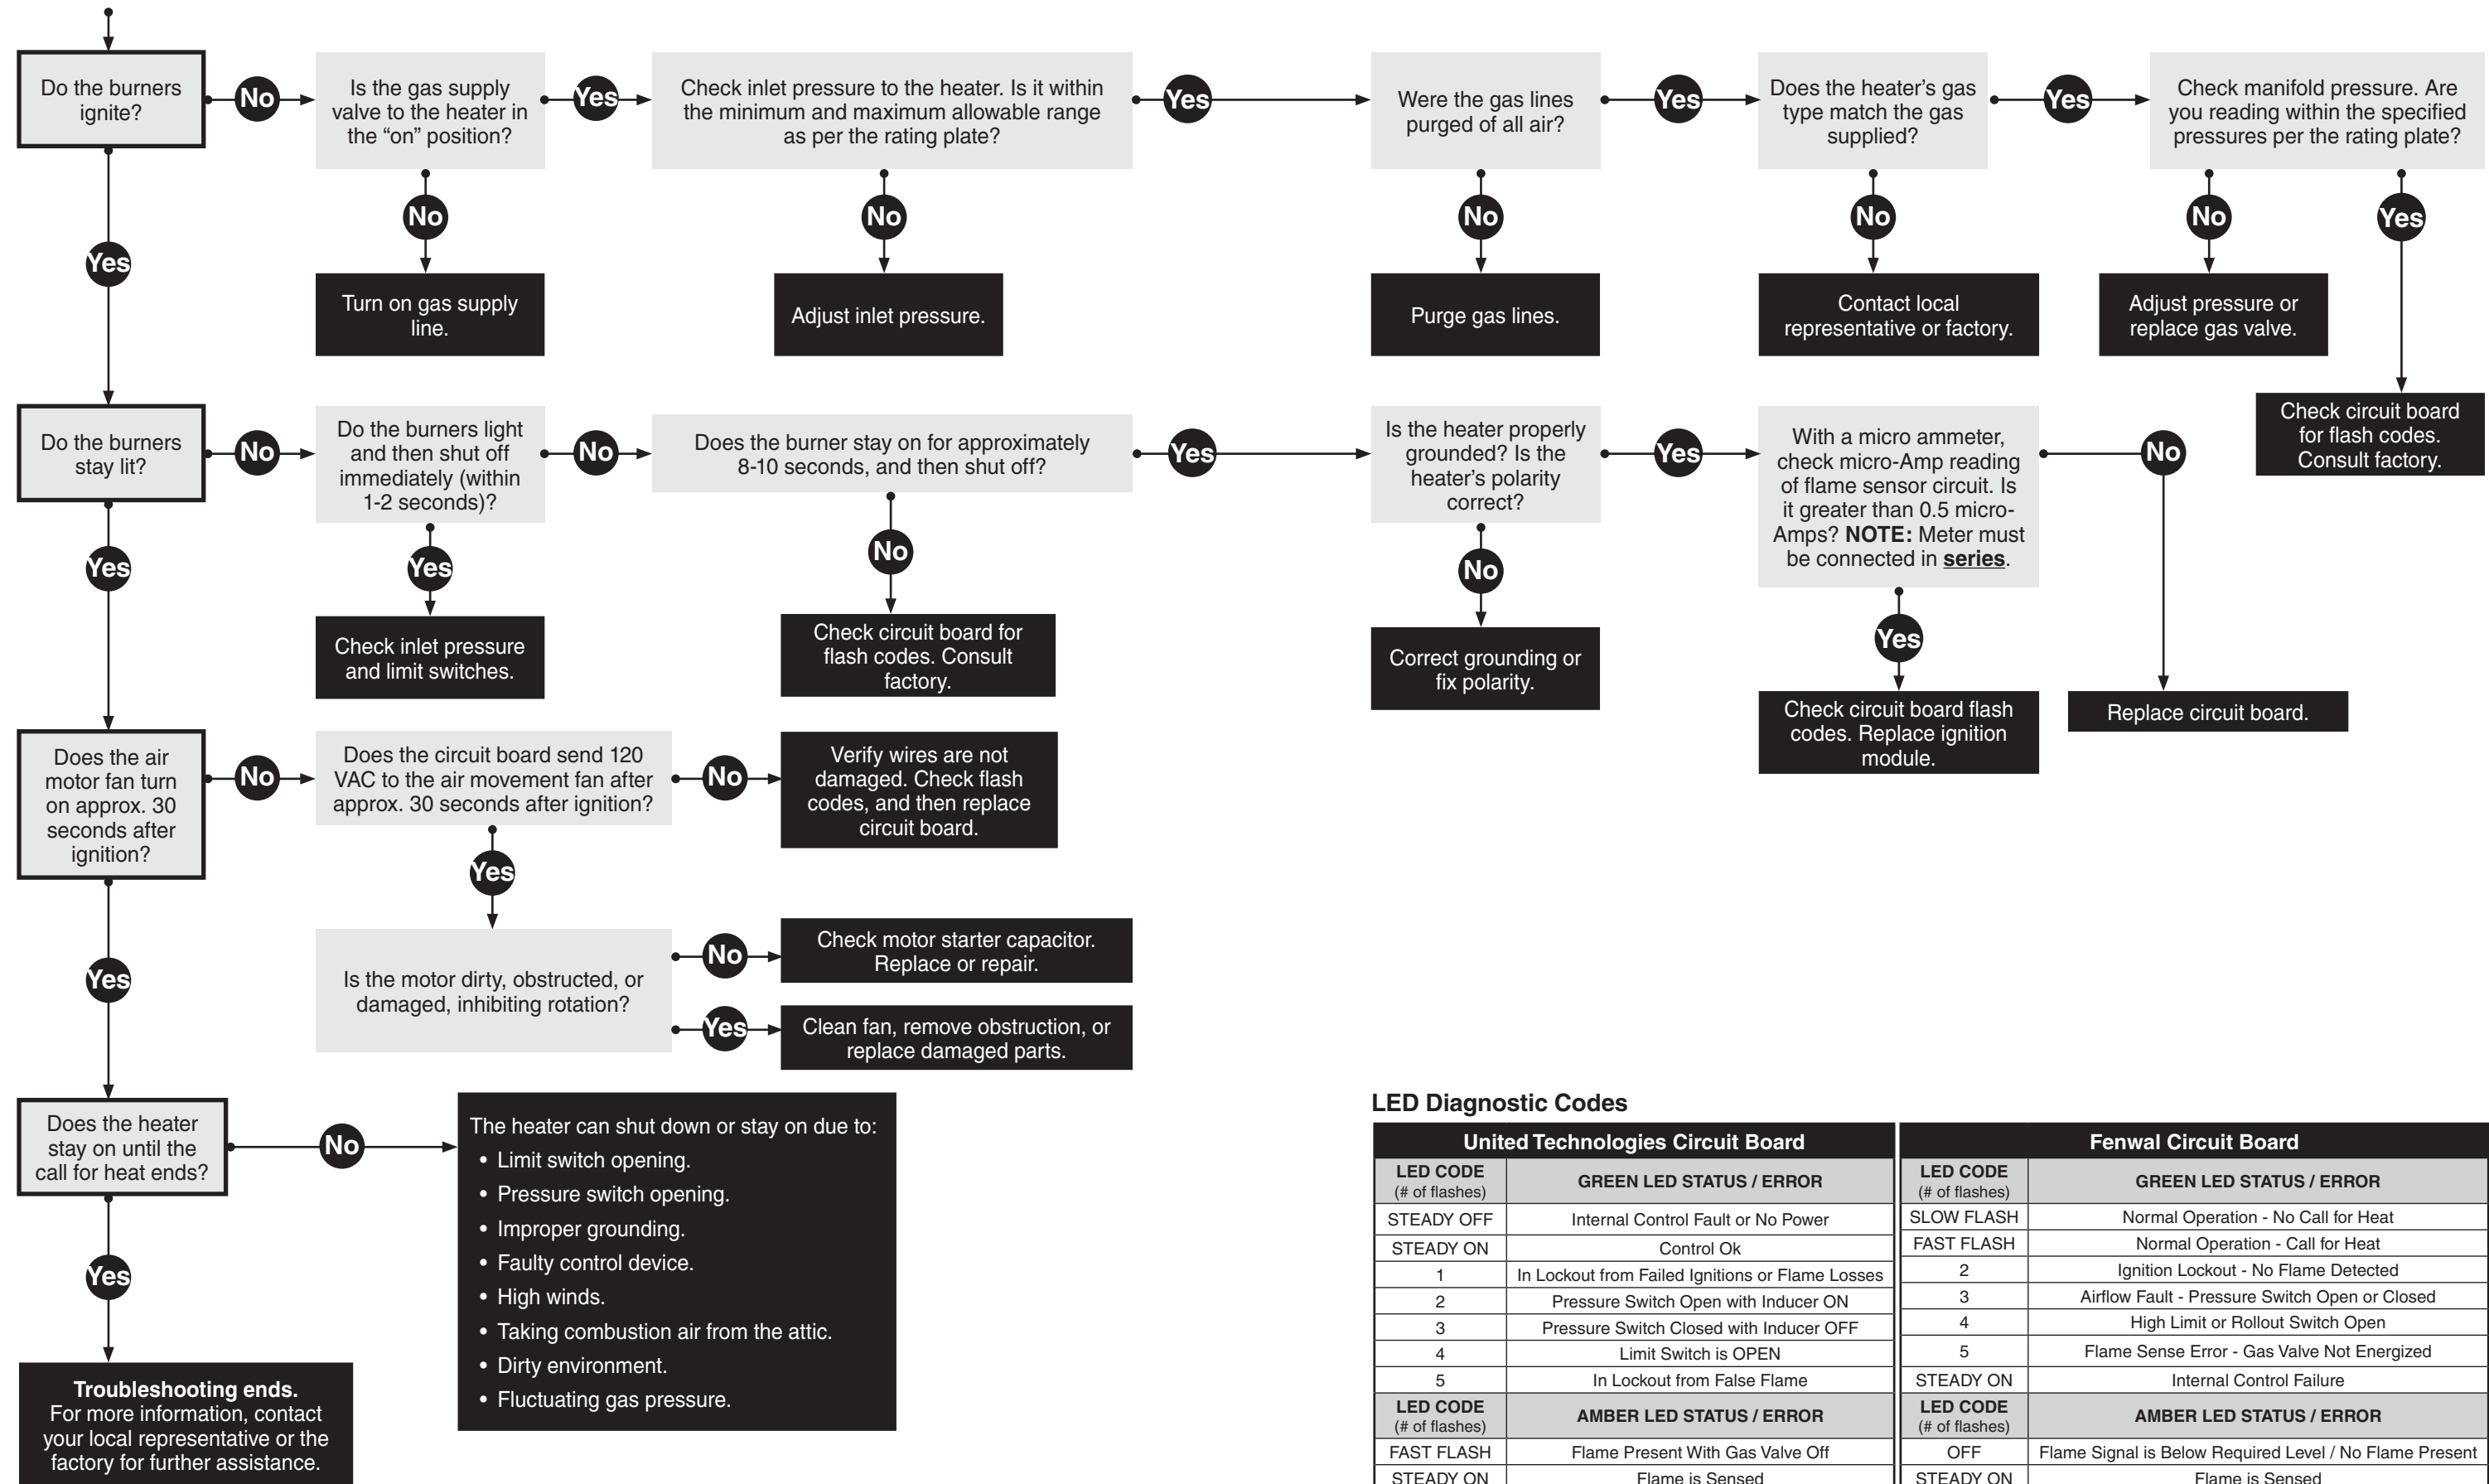 Do the burners
ignite?
No
Is the gas supply
valve to the heater in
the “on” position?
Yes
Check inlet pressure to the heater. Is it within
the minimum and maximum allowable range
as per the rating plate?
Yes
Were the gas lines
purged of all air?
Yes
Does the heater’s gas
type match the gas
supplied?
Yes
Check manifold pressure. Are
you reading within the specified
pressures per the rating plate?
No
No
No
No
No
Yes
Yes
Turn on gas supply
line.
Adjust inlet pressure.
Purge gas lines.
Contact local
representative or factory.
Adjust pressure or
replace gas valve.
Check circuit board
for flash codes.
Consult factory.
Do the burners
stay lit?
No
Do the burners light
and then shut off
immediately (within
1-2 seconds)?
No
Does the burner stay on for approximately
8-10 seconds, and then shut off?
Yes
Is the heater properly
grounded? Is the
heater’s polarity
correct?
Yes
With a micro ammeter,
check micro-Amp reading
of flame sensor circuit. Is
it greater than 0.5 micro-
Amps? NOTE: Meter must
be connected in series.
No
Yes
Yes
No
No
Yes
Check inlet pressure
and limit switches.
Check circuit board for
flash codes. Consult
factory.
Correct grounding or
fix polarity.
Check circuit board flash
codes. Replace ignition
module.
Replace circuit board.
Does the air
motor fan turn
on approx. 30
seconds after
ignition?
No
Does the circuit board send 120
VAC to the air movement fan after
approx. 30 seconds after ignition?
No
Verify wires are not
damaged. Check flash
codes, and then replace
circuit board.
Yes
Yes
Is the motor dirty, obstructed, or
damaged, inhibiting rotation?
No
Check motor starter capacitor.
Replace or repair.
Yes
Clean fan, remove obstruction, or
replace damaged parts.
Does the heater
stay on until the
call for heat ends?
No
The heater can shut down or stay on due to:
• Limit switch opening.
• Pressure switch opening.
• Improper grounding.
• Faulty control device.
• High winds.
• Taking combustion air from the attic.
• Dirty environment.
• Fluctuating gas pressure.
Yes
Troubleshooting ends.
For more information, contact
your local representative or the
factory for further assistance.
LED Diagnostic Codes
United Technologies Circuit Board
LED CODE
(# of flashes)
GREEN LED STATUS / ERROR
STEADY OFF Internal Control Fault or No Power
STEADY ON Control Ok
1 In Lockout from Failed Ignitions or Flame Losses
2 Pressure Switch Open with Inducer ON
3 Pressure Switch Closed with Inducer OFF
4 Limit Switch is OPEN
5 In Lockout from False Flame
LED CODE
(# of flashes)
AMBER LED STATUS / ERROR
FAST FLASH Flame Present With Gas Valve Off
STEADY ON Flame is Sensed
Fenwal Circuit Board
LED CODE
(# of flashes)
GREEN LED STATUS / ERROR
SLOW FLASH Normal Operation - No Call for Heat
FAST FLASH Normal Operation - Call for Heat
2 Ignition Lockout - No Flame Detected
3 Airflow Fault - Pressure Switch Open or Closed
4 High Limit or Rollout Switch Open
5 Flame Sense Error - Gas Valve Not Energized
STEADY ON Internal Control Failure
LED CODE
(# of flashes)
AMBER LED STATUS / ERROR
OFF Flame Signal is Below Required Level / No Flame Present
STEADY ON Flame is Sensed